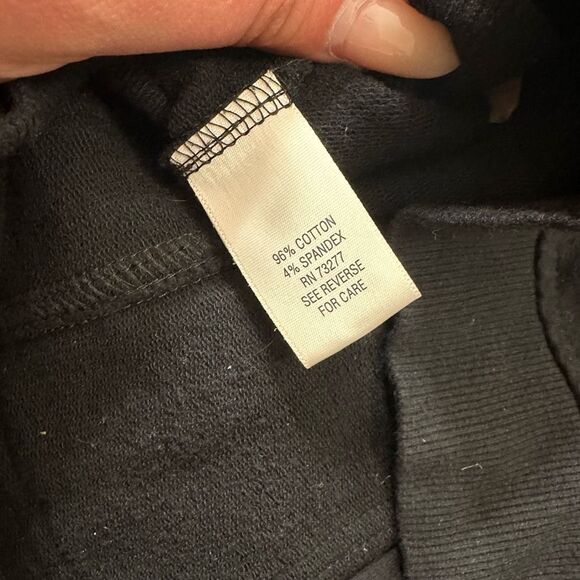 96% COTTON
4% SPANDEX
RN 73277
SEE REVERSE
FOR CARE